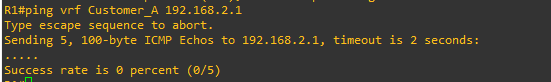 R1#ping vrf Customer_A 192.168.2.1
Type escape sequence to abort.
Sending 5, 100-byte ICMP Echos to 192.168.2.1, timeout is 2 seconds:
.....
Success rate is 0 percent (0/5)